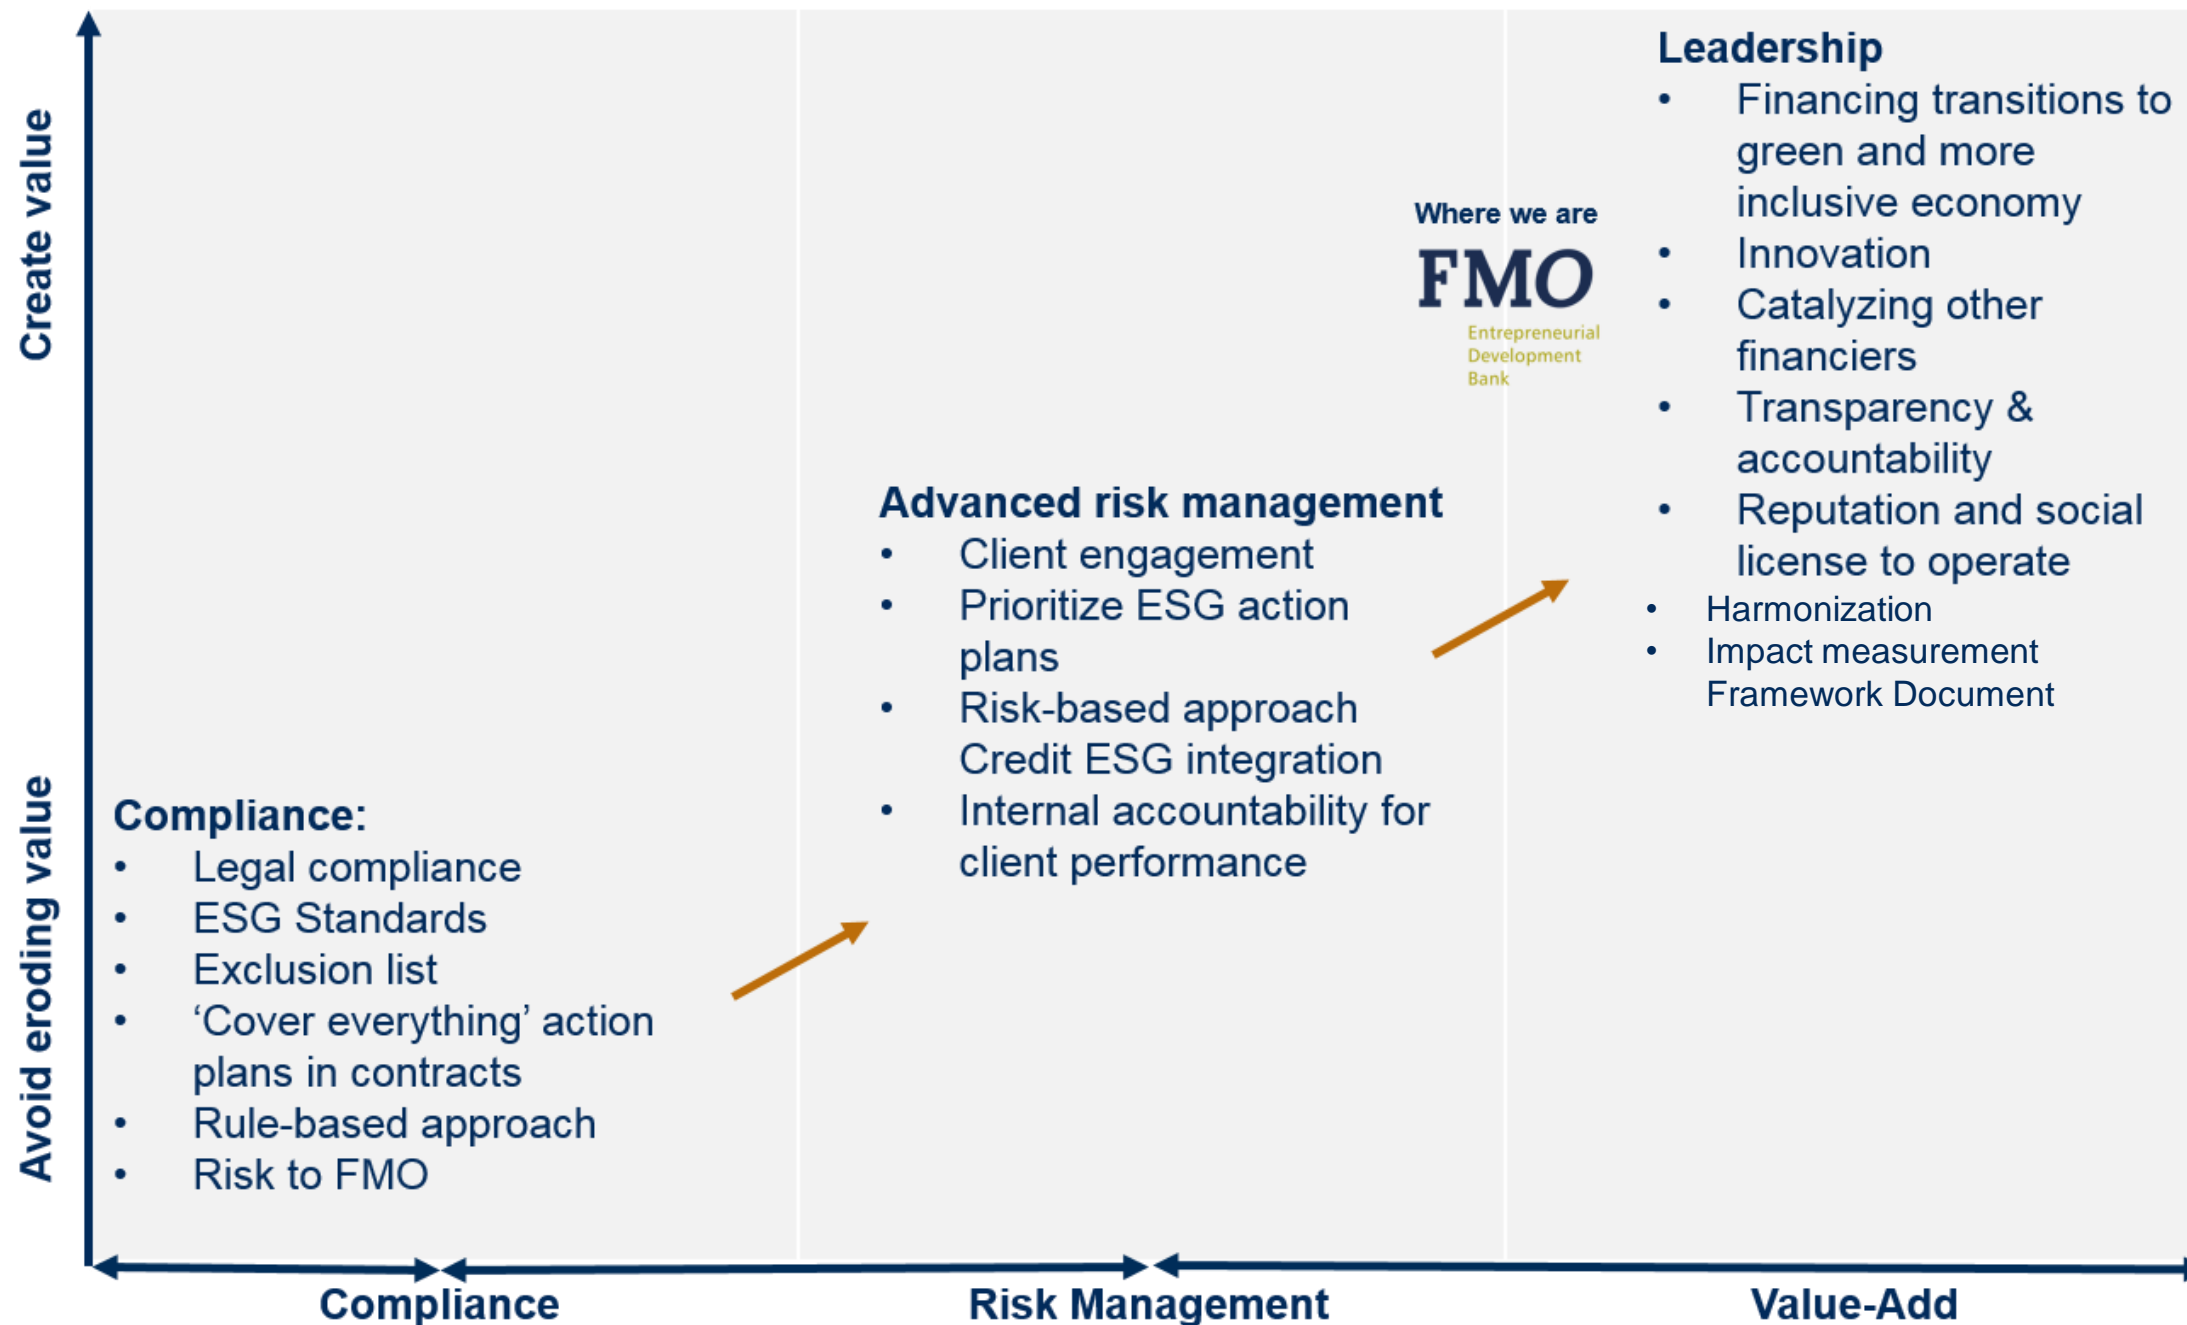 Create value
Avoid eroding value
Compliance:
• Legal compliance
• ESG Standards
• Exclusion list
• ‘Cover everything’ action
plans in contracts
• Rule-based approach
• Risk to FMO
Advanced risk management
• Client engagement
• Prioritize ESG action
plans
• Risk-based approach
Credit ESG integration
• Internal accountability for
client performance
Where we are
FMO
Entrepreneurial
Development
Bank
Leadership
• Financing transitions to
green and more
inclusive economy
• Innovation
• Catalyzing other
financiers
• Transparency &
accountability
• Reputation and social
license to operate
• Harmonization
• Impact measurement
Framework Document
Compliance
Risk Management
Value-Add